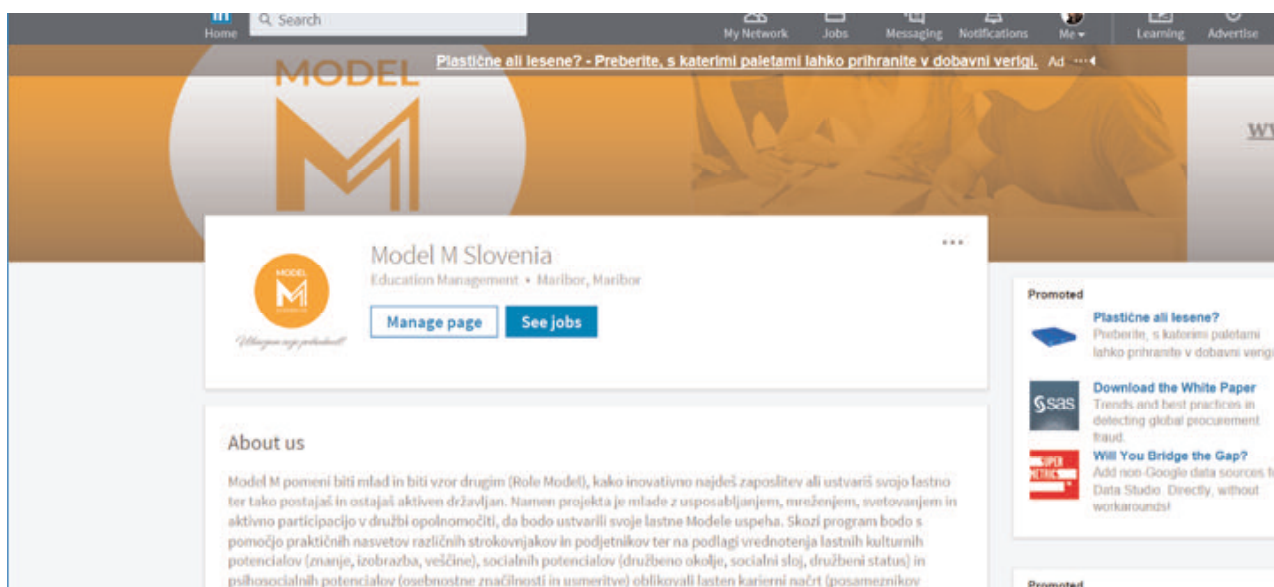 in
Search
Home
My Network
Jobs
Messaging
Notifications
Me
Learning
Advertise
MODEL
Plastične ali lesene? - Preberite, s katerimi paletami lahko prihranite v dobavni verigi. Ad
M
MODEL
M
Model M Slovenia
Education Management • Maribor, Maribor
Manage page
See jobs
Promoted
Plastične ali lesene?
Preberite, s katerimi paletami
lahko prihranite v dobavni verigi
sas
Download the White Paper
Trends and best practices in
detecting global procurement
fraud.
SUPER
METRICS
Will You Bridge the Gap?
Add non-Google data sources
Data Studio. Directly, without
workarounds!
Promoted
About us
Model M pomeni biti mlad in biti vzor drugim (Role Model), kako inovativno najdeš zaposlitev ali ustvariš svojo lastno
ter tako postajaš in ostajaš aktiven državljan. Namen projekta je mlade z usposabljanjem, mreženjem, svetovanjem in
aktivno participacijo v družbi opolnomočiti, da bodo ustvarili svoje lastne Modele uspeha. Skozi program bodo s
pomočjo praktičnih nasvetov različnih strokovnjakov in podjetnikov ter na podlagi vrednotenja lastnih kulturnih
potencialov (znanje, izobrazba, veščine), socialnih potencialov (družbeno okolje, socialni sloj, družbeni status) in
psihosocialnih potencialov (osebnostne značilnosti in usmeritve) oblikovali lasten karierni načrt (posameznikov